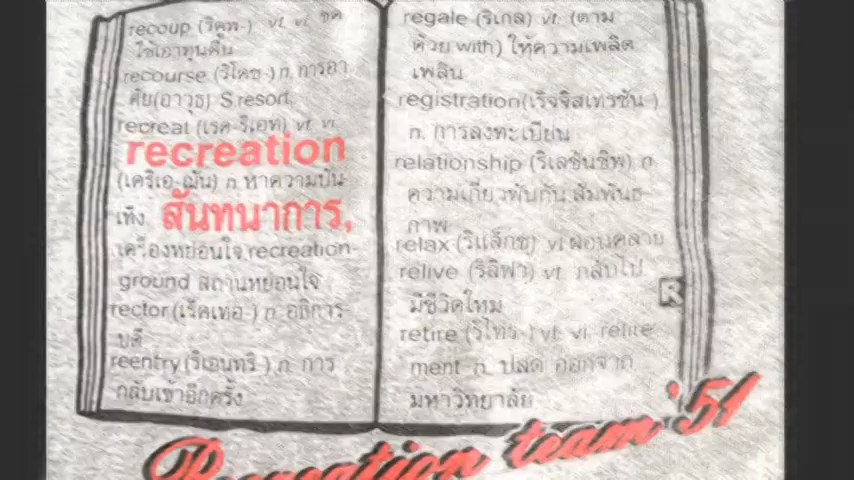 recoup (รีคูพ-) vt. vi. ชด
ใช้เอาทุนคืน
recourse (รีโคซ-) n. การอา
ศัย(อาวุธ) S.resort,
recreat (เรค-รีเอท) vt. vi.
recreation
(เคริเอ-ฌัน) n. หาความบัน
เทิง สันทนาการ,
เครื่องหย่อนใจ,recreation-
ground สถานหย่อนใจ
rector (เร็คเทอ-) n. อธิการ-
บดี
reentry (ริเอนทรี) n. การ
กลับเข้าอีกครั้ง
regale (ริเกล) vt. (ตาม
ด้วย with) ให้ความเพลิด
เพลิน
registration(เร็จจิสเทรชัน-)
n. การลงทะเบียน
relationship (ริเลชันชิพ) n
ความเกี่ยวพันกัน สัมพันธ-
ภาพ
relax (ริแล็กซ) vi ผ่อนคลาย
relive (ริลิฟว) vt. กลับไป
มีชีวิตใหม่
retire (ริไทร-) vt. vi. retire
ment n. ปลด ออกจาก
มหาวิทยาลัย
R
Recreation team'51